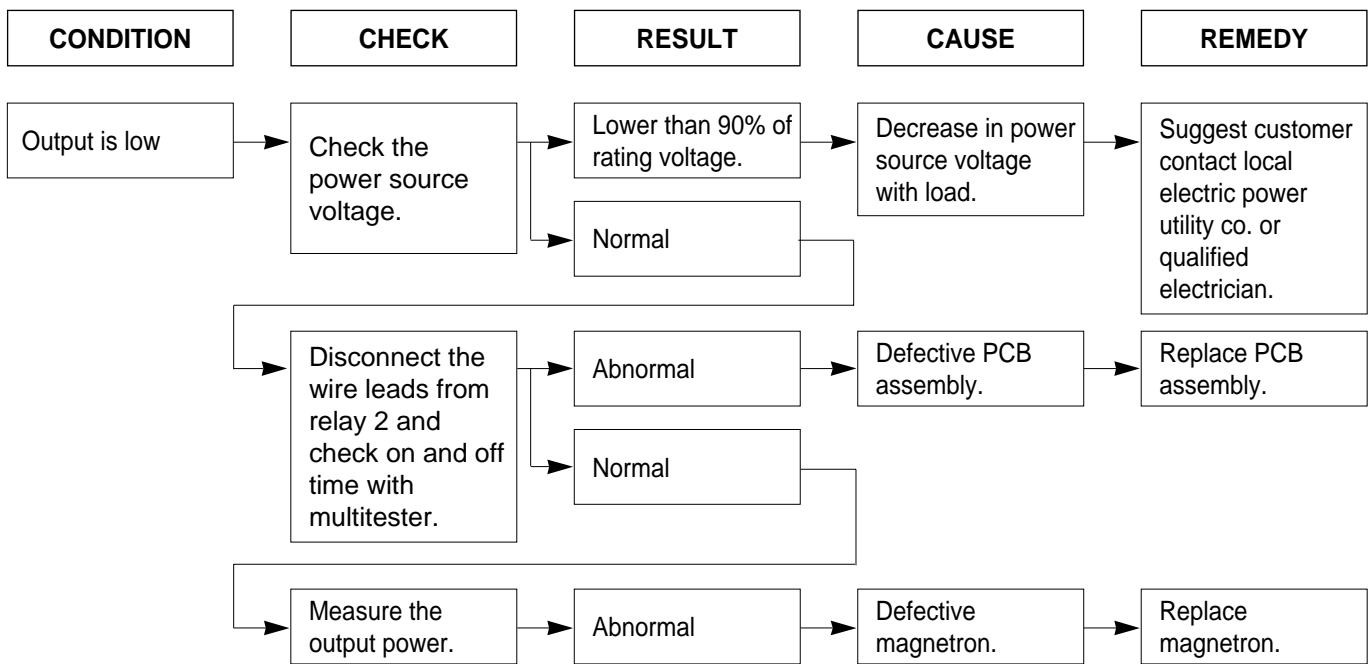 CONDITION
CHECK
RESULT
CAUSE
REMEDY
Output is low
Check the
power source
voltage.
Lower than 90% of
rating voltage.
Decrease in power
source voltage
with load.
Suggest customer
contact local
electric power
utility co. or
qualified
electrician.
Normal
Disconnect the
wire leads from
relay 2 and
check on and off
time with
multitester.
Abnormal
Defective PCB
assembly.
Replace PCB
assembly.
Normal
Measure the
output power.
Abnormal
Defective
magnetron.
Replace
magnetron.